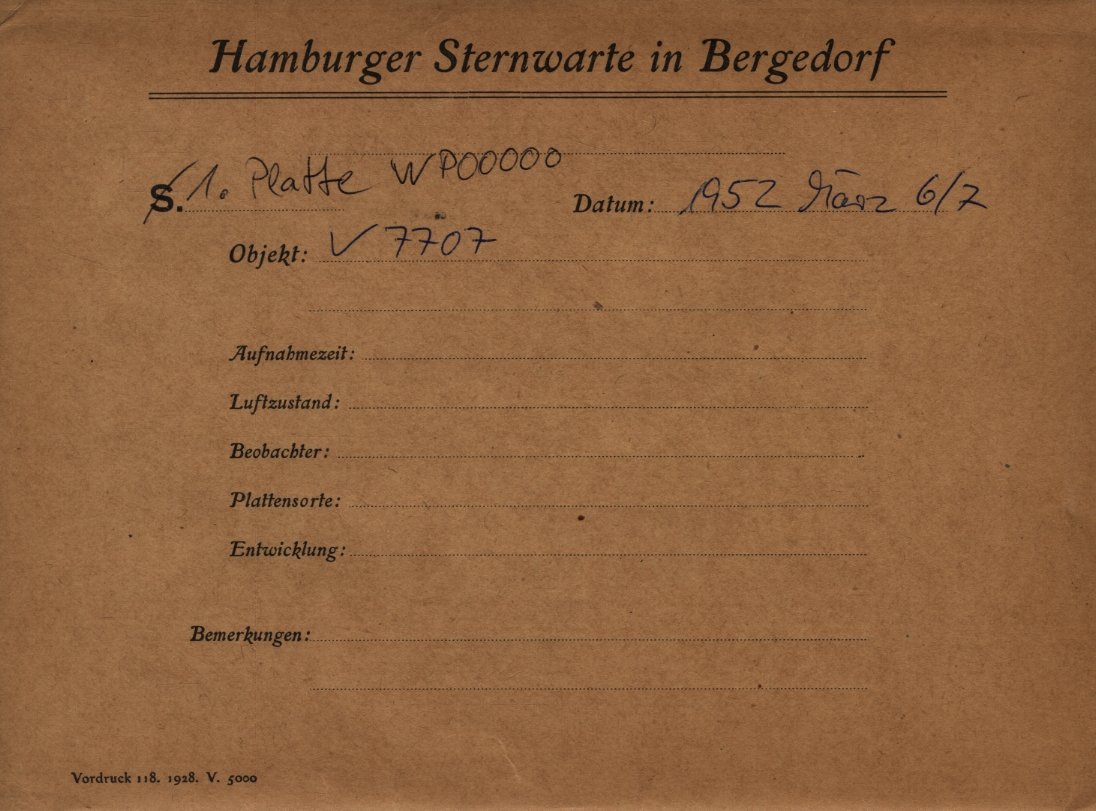 Hamburger Sternwarte in Bergedorf
S. 1. Platte WP00000
Datum: 1952 März 6/7
Objekt: V 7707
Aufnahmezeit:
Luftzustand:
Beobachter:
Plattensorte:
Entwicklung:
Bemerkungen:
Vordruck 118. 1928. V. 5000